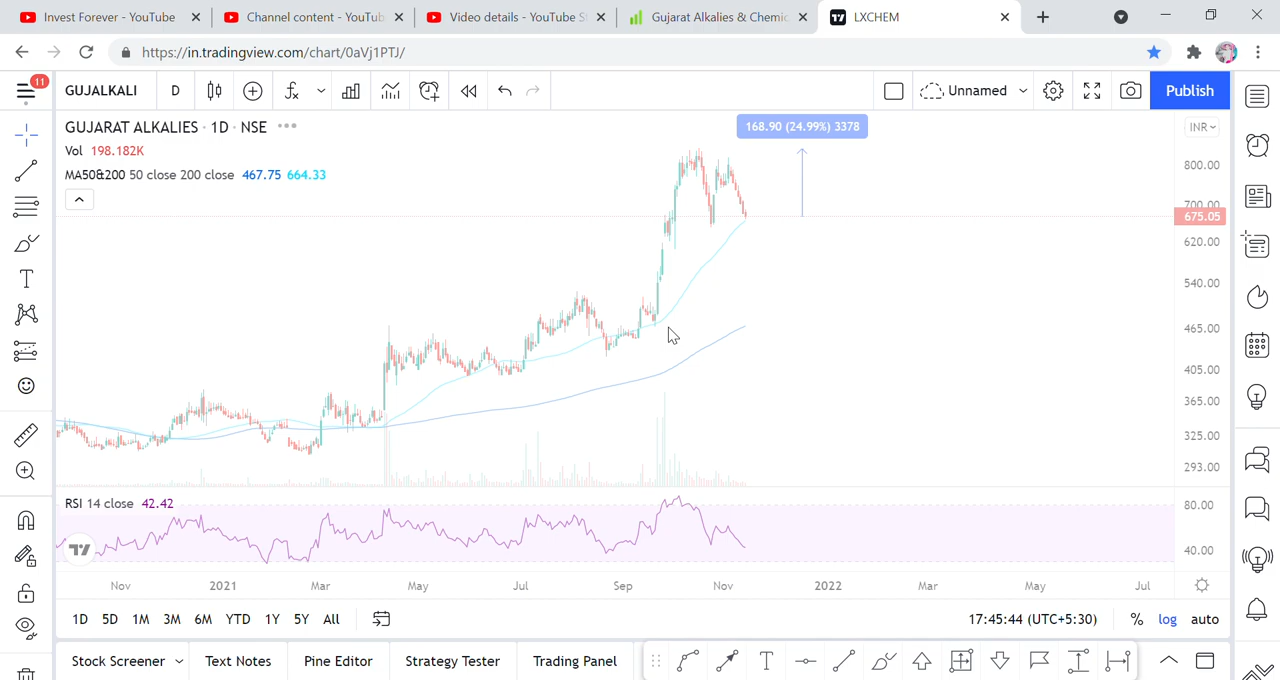 Invest Forever - YouTube
Channel content - YouTub
Video details - YouTube S
Gujarat Alkalies & Chemic
LXCHEM
https://in.tradingview.com/chart/0aVj1PTJ/
11
GUJALKALI
D
Unnamed
Publish
GUJARAT ALKALIES · 1D · NSE
168.90 (24.99%) 3378
INR
Vol 198.182K
MA50&200 50 close 200 close 467.75 664.33
800.00
700.00
675.05
620.00
540.00
465.00
405.00
365.00
325.00
293.00
RSI 14 close 42.42
80.00
40.00
Nov 2021 Mar May Jul Sep Nov 2022 Mar May Jul
1D 5D 1M 3M 6M YTD 1Y 5Y All
17:45:44 (UTC+5:30) % log auto
Stock Screener Text Notes Pine Editor Strategy Tester Trading Panel